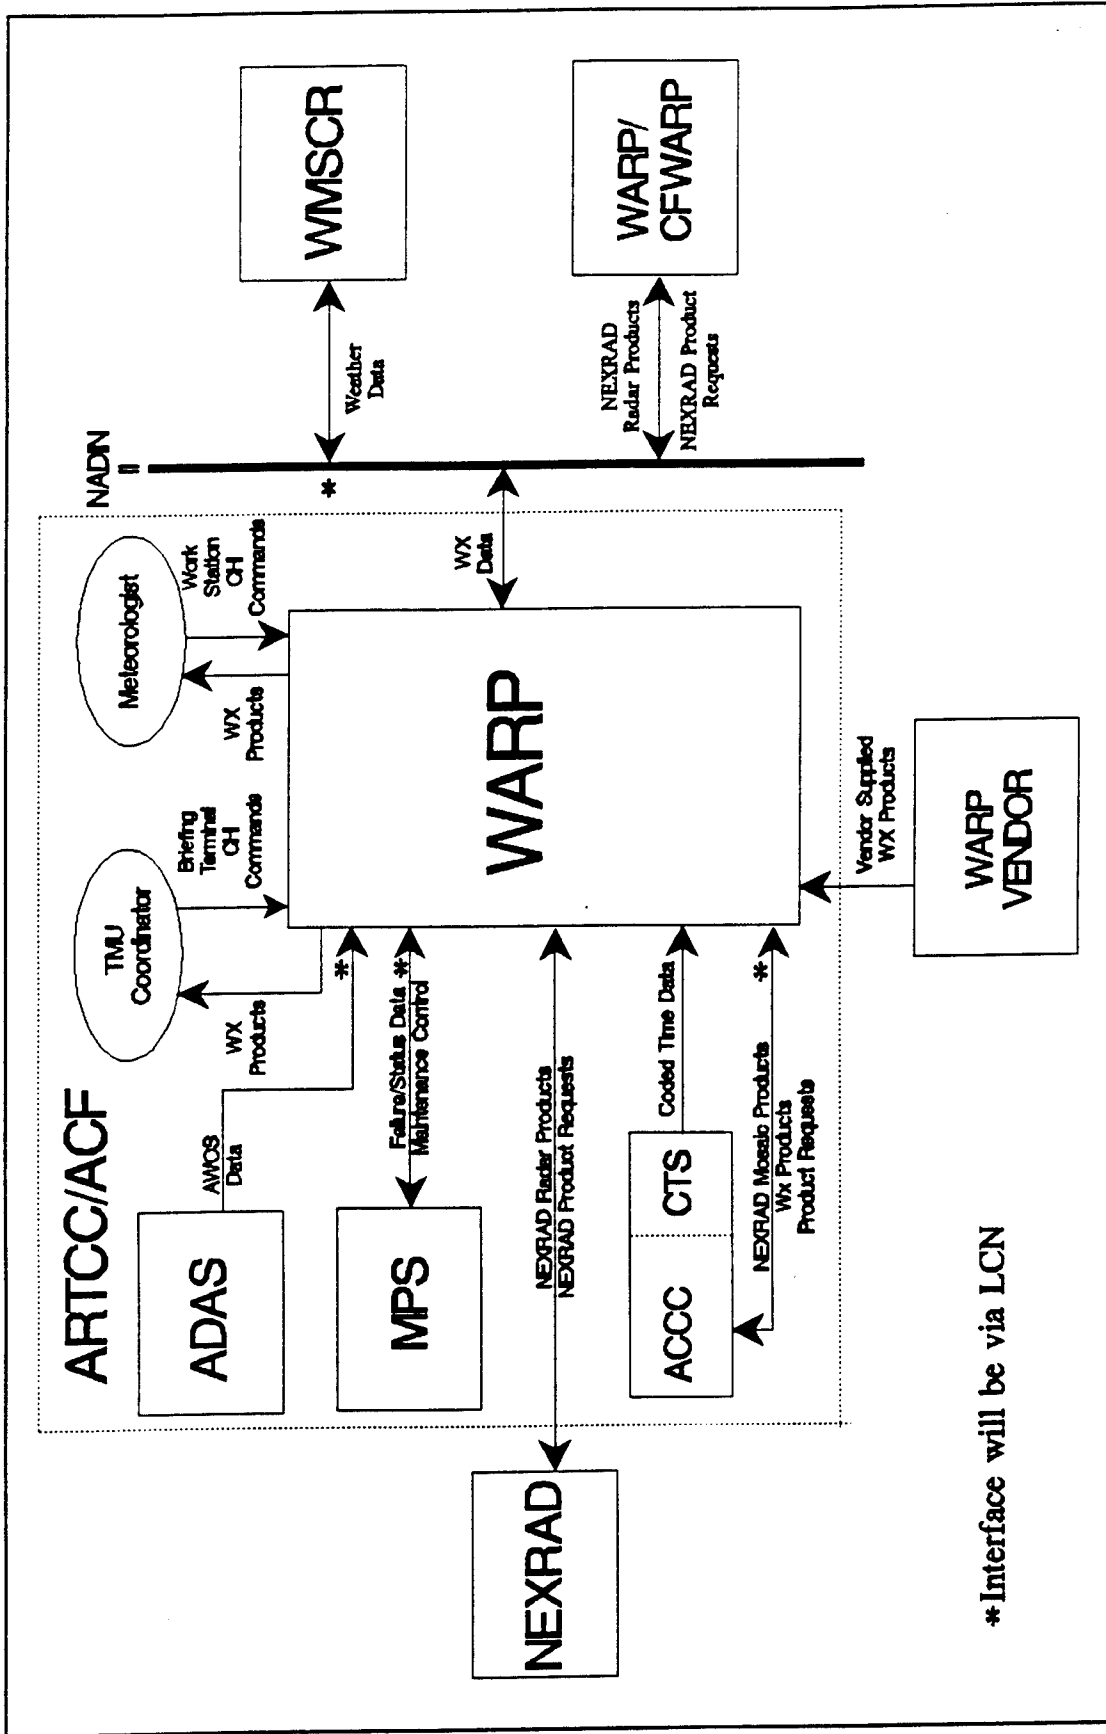 ARTCC/ACF
NADIN
II
TMU
Coordinator
Meteorologist
WX
Products
Briefing
Terminal
CHI
Commands
WX
Products
Work
Station
CHI
Commands
ADAS
AWOS
Data
*
WMSCR
Weather
Data
*
MPS
Failure/Status Data *
Maintenance Control
WARP
WX
Data
NEXRAD
NEXRAD Radar Products
NEXRAD Product Requests
WARP/
CFWARP
NEXRAD
Radar Products
NEXRAD Product
Requests
ACCC
CTS
Coded Time Data
NEXRAD Mosaic Products
Wx Products
Product Requests
*
Vendor Supplied
WX Products
WARP
VENDOR
*Interface will be via LCN